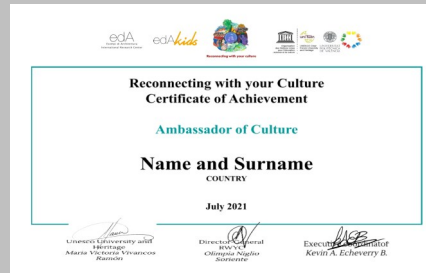 edA
edAkids
Reconnecting with your culture
Reconnecting with your Culture
Certificate of Achievement
Ambassador of Culture
Name and Surname
COUNTRY
July 2021
Unesco University and
Heritage
Maria Victoria Vivancos
Ramón
Director General
RWYC
Olimpia Niglio
Soriente
Executive Coordinator
Kevin A. Echeverry B.